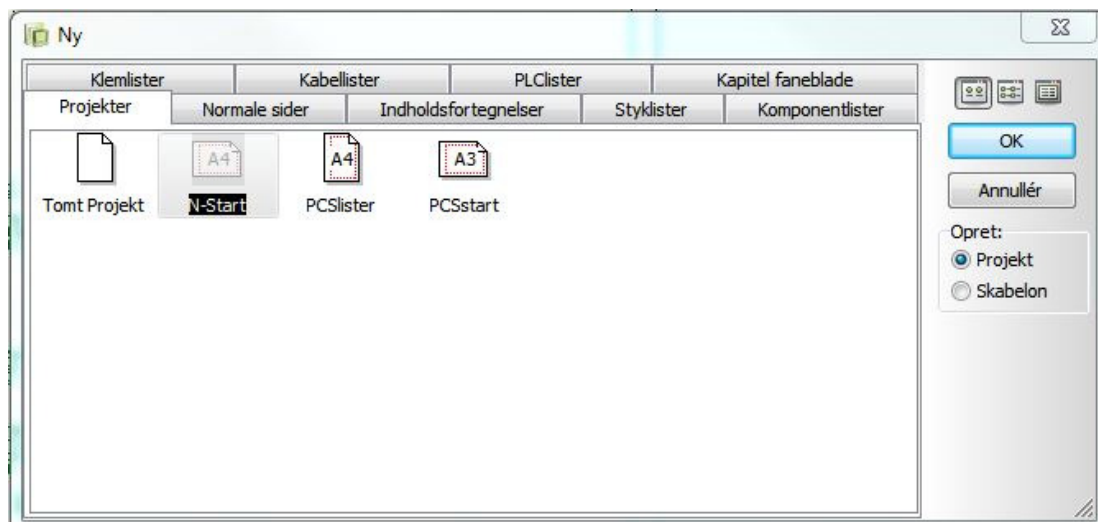 Ny
Klemlister Kabellister PLClister Kapitel faneblade
Projekter Normale sider Indholdsfortegnelser Styklister Komponentlister
A4 A4 A3
Tomt Projekt N-Start PCSlister PCSstart
OK
Annullér
Opret:
Projekt
Skabelon